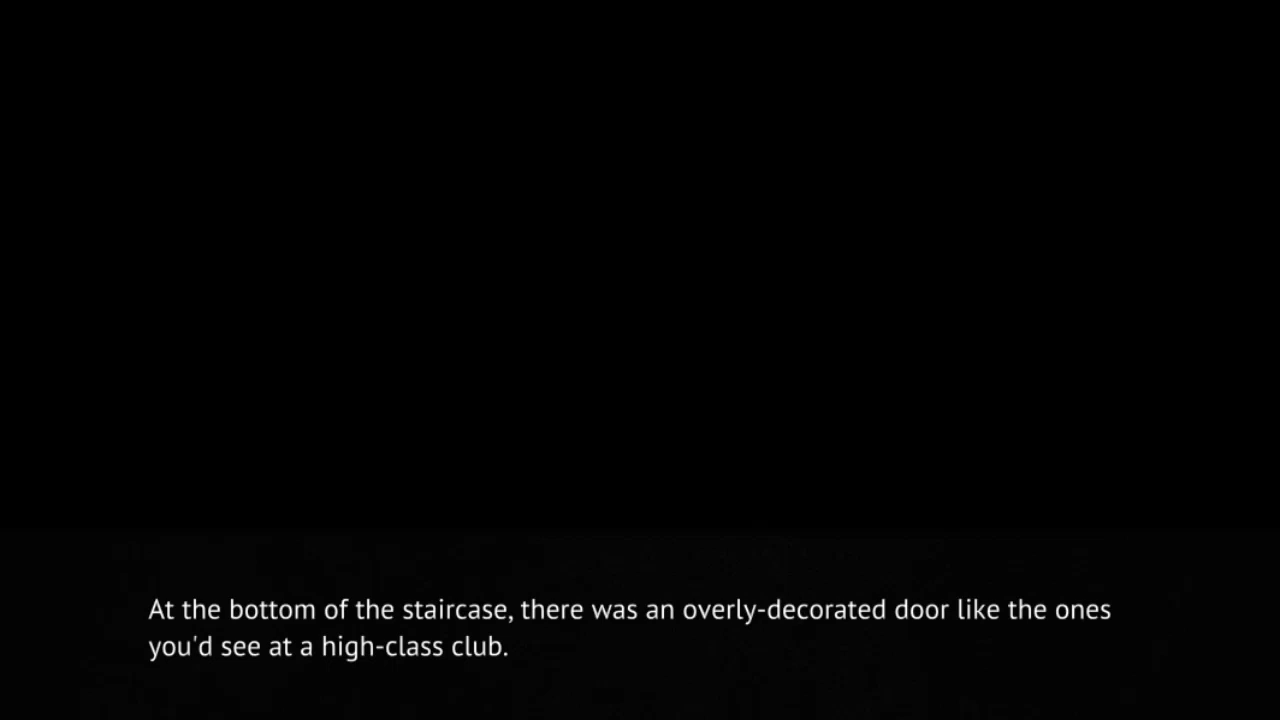 At the bottom of the staircase, there was an overly-decorated door like the ones
you'd see at a high-class club.